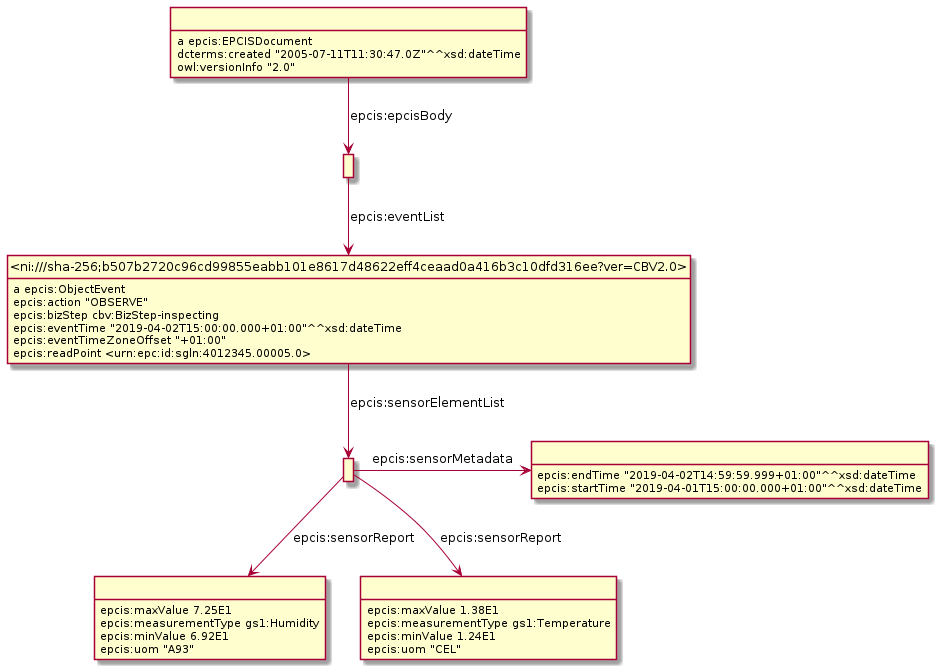 a epcis:EPCISDocument
dcterms:created "2005-07-11T11:30:47.0Z"^^xsd:dateTime
owl:versionInfo "2.0"
epcis:epcisBody
epcis:eventList
<ni:///sha-256;b507b2720c96cd99855eabb101e8617d48622eff4ceaad0a416b3c10dfd316ee?ver=CBV2.0>
a epcis:ObjectEvent
epcis:action "OBSERVE"
epcis:bizStep cbv:BizStep-inspecting
epcis:eventTime "2019-04-02T15:00:00.000+01:00"^^xsd:dateTime
epcis:eventTimeZoneOffset "+01:00"
epcis:readPoint <urn:epc:id:sgln:4012345.00005.0>
epcis:sensorElementList
epcis:sensorMetadata
epcis:endTime "2019-04-02T14:59:59.999+01:00"^^xsd:dateTime
epcis:startTime "2019-04-01T15:00:00.000+01:00"^^xsd:dateTime
epcis:sensorReport
epcis:sensorReport
epcis:maxValue 7.25E1
epcis:measurementType gs1:Humidity
epcis:minValue 6.92E1
epcis:uom "A93"
epcis:maxValue 1.38E1
epcis:measurementType gs1:Temperature
epcis:minValue 1.24E1
epcis:uom "CEL"